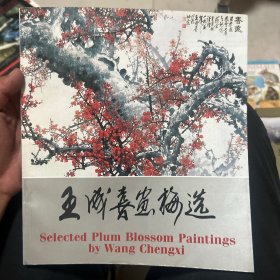 王成喜画梅选
Selected Plum Blossom Paintings
by Wang Chengxi